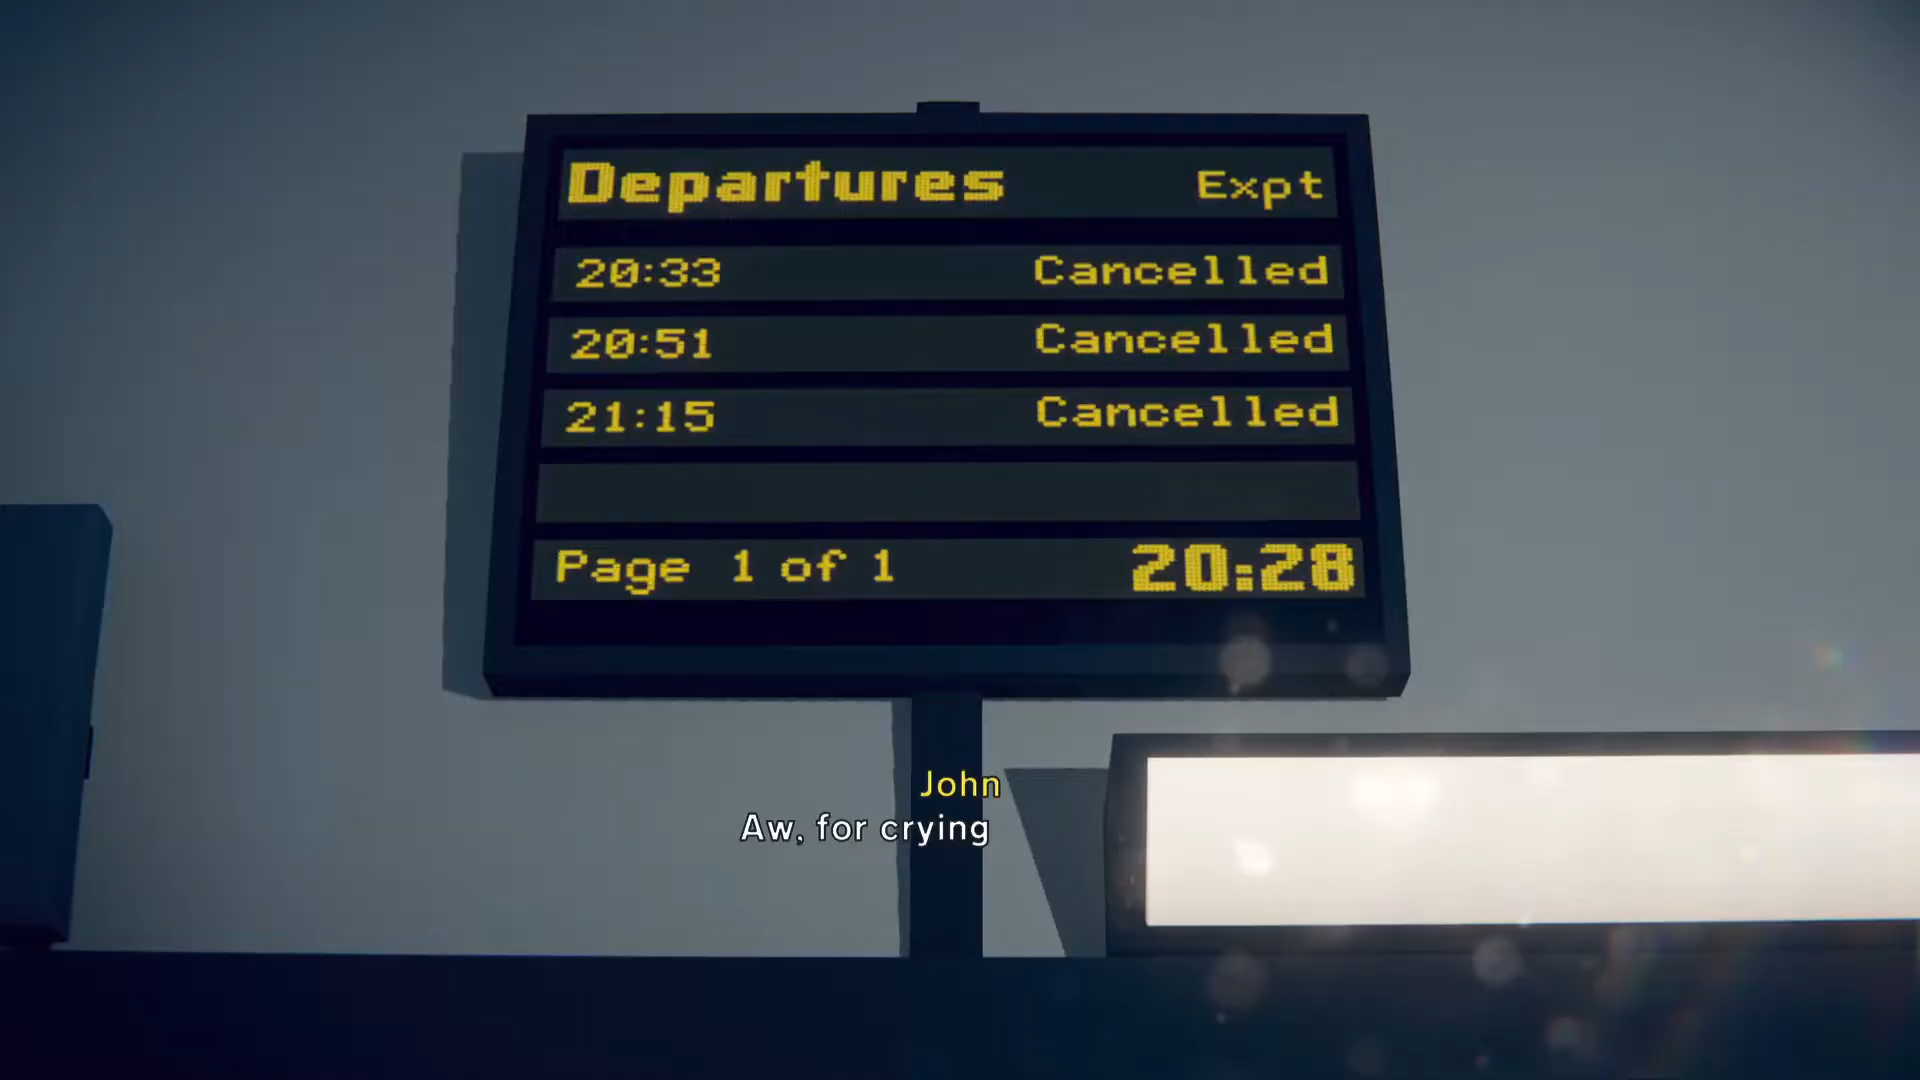 Departures Expt
20:33 Cancelled
20:51 Cancelled
21:15 Cancelled
Page 1 of 1 20:28
John
Aw, for crying